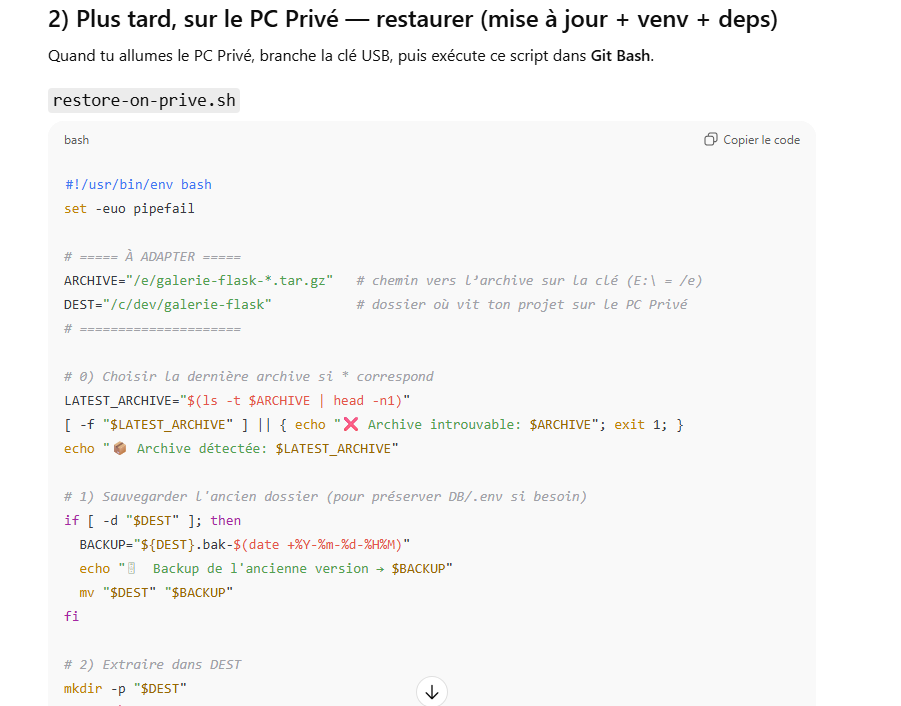 2) Plus tard, sur le PC Privé — restaurer (mise à jour + venv + deps)
Quand tu allumes le PC Privé, branche la clé USB, puis exécute ce script dans Git Bash.
restore-on-prive.sh
bash
Copier le code
#!/usr/bin/env bash
set -euo pipefail
# ===== À ADAPTER =====
ARCHIVE="/e/galerie-flask-*.tar.gz"   # chemin vers l’archive sur la clé (E:\ = /e)
DEST="/c/dev/galerie-flask"           # dossier où vit ton projet sur le PC Privé
# =====================
# 0) Choisir la dernière archive si * correspond
LATEST_ARCHIVE="$(ls -t $ARCHIVE | head -n1)"
[ -f "$LATEST_ARCHIVE" ] || { echo "❌ Archive introuvable: $ARCHIVE"; exit 1; }
echo "📦 Archive détectée: $LATEST_ARCHIVE"
# 1) Sauvegarder l'ancien dossier (pour préserver DB/.env si besoin)
if [ -d "$DEST" ]; then
  BACKUP="${DEST}.bak-$(date +%Y-%m-%d-%H%M)"
  echo "  Backup de l'ancienne version → $BACKUP"
  mv "$DEST" "$BACKUP"
fi
# 2) Extraire dans DEST
mkdir -p "$DEST"